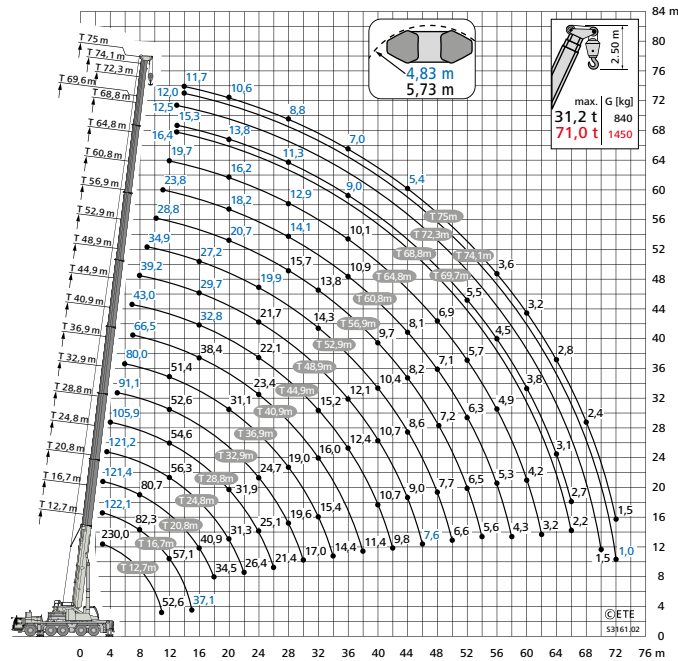 84 m
80
76
72
68
64
60
56
52
48
44
40
36
32
28
24
20
16
12
8
4
0
0 4 8 12 16 20 24 28 32 36 40 44 48 52 56 60 64 68 72 76 m
4,83 m
5,73 m
2.50 m
max. G [kg]
31,2 t 840
71,0 t 1450
T 75m
T 74,1 m
T 72,3 m
T 69,6 m
T 68,8 m
T 64,8 m
T 60,8 m
T 56,9 m
T 52,9 m
T 48,9 m
T 44,9 m
T 40,9 m
T 36,9 m
T 32,9 m
T 28,8 m
T 24,8 m
T 20,8 m
T 16,7 m
T 12,7 m
11,7 10,6 8,8 7,0 5,4 3,6 3,2 2,8 2,4 1,5
12,0
12,5
15,3 13,8 11,3 9,0 5,5 4,5 3,8 3,1 2,7 1,5 1,0
16,4
19,7 16,2 12,9 10,1 6,9 5,7 4,9 4,2 2,2
23,8 18,2 14,1 10,9 8,1 7,1 6,3 5,3 4,3 3,2
28,8 20,7 15,7 13,8 9,7 8,2 7,2 6,5 5,6
34,9 27,2 19,9 14,3 10,4 8,6 7,7 6,6
39,2 29,7 21,7 15,2 12,1 10,7 9,0 7,6
43,0 32,8 22,1 16,0 12,4 10,7 9,8
66,5 38,4 23,4 19,0 15,4 11,4
80,0 51,4 31,1 24,7 19,6 14,4
91,1 52,6 31,9 25,1 17,0
105,9 54,6 31,3 21,4
121,2 56,3 40,9 26,4
121,4 80,7 57,1 34,5
122,1 82,3 37,1
230,0 52,6
T 75m
T 72,3m
T 74,1m
T 68,8m
T 69,7m
T 64,8m
T 60,8m
T 56,9m
T 52,9m
T 48,9m
T 44,9m
T 40,9m
T 36,9m
T 32,9m
T 28,8m
T 24,8m
T 20,8m
T 16,7m
T 12,7m
©ETE
S3161.02